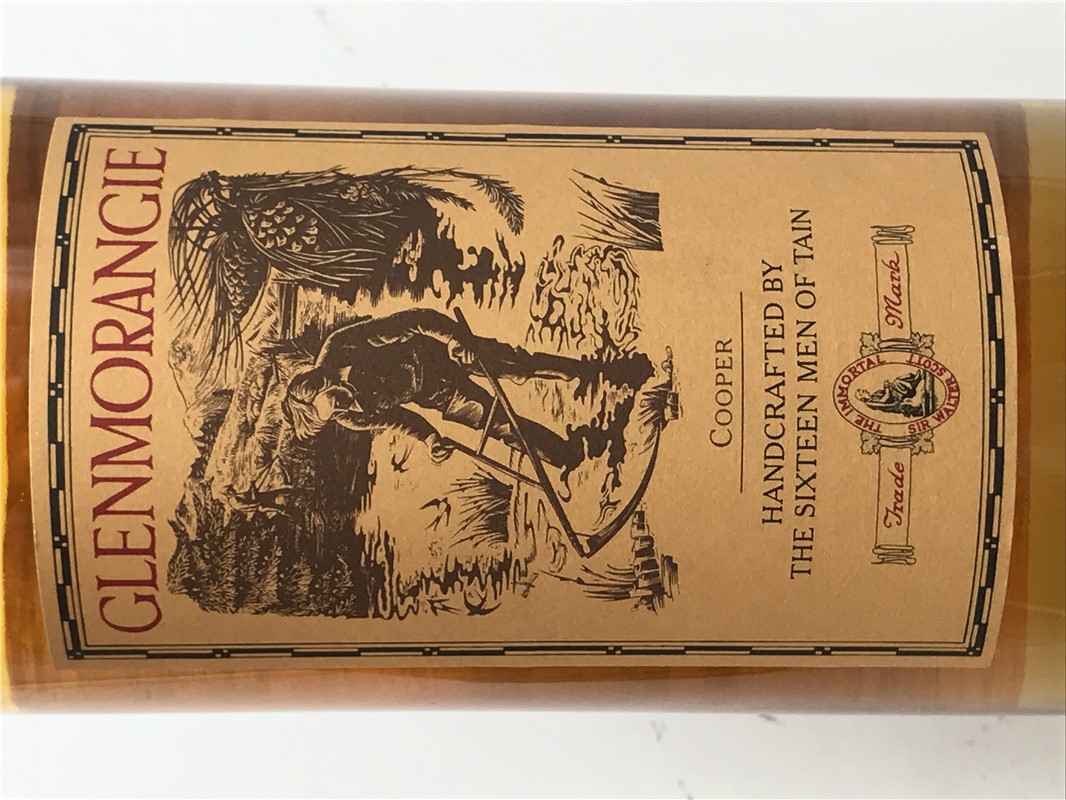 GLENMORANGIE
COOPER
HANDCRAFTED BY
THE SIXTEEN MEN OF TAIN
Trade Mark
THE IMMORTAL
SIR WALTER SCOTT